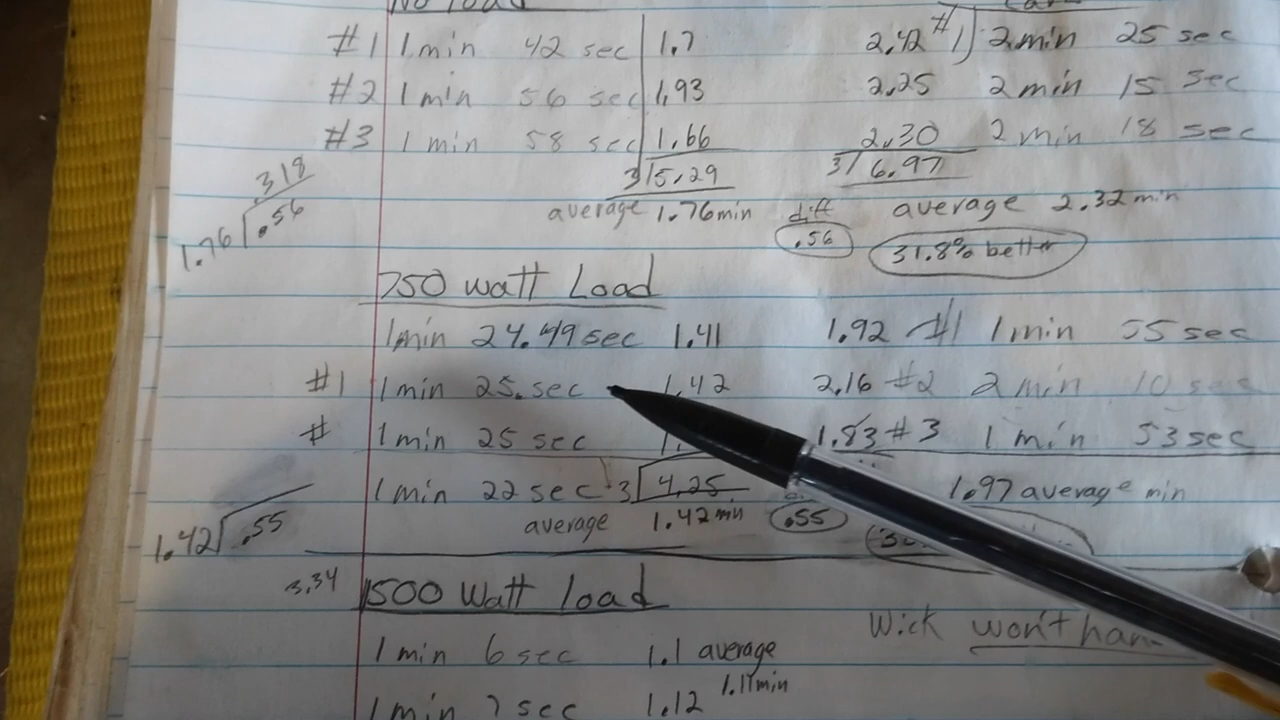 No load
#1 1 min 42 sec 1.7 2.42 #1 2 min 25 sec
#2 1 min 56 sec 1.93 2.25 2 min 15 sec
#3 1 min 58 sec 1.66 2.30 2 min 18 sec
318 3 5.29 3 6.97
1.76 .56 average 1.76 min diff .56 average 2.32 min
31.8% better
750 watt Load
1 min 24.49 sec 1.41 1.92 #1 1 min 55 sec
#1 1 min 25. sec 1.42 2.16 #2 2 min 10 sec
# 1 min 25 sec 1.83 #3 1 min 53 sec
1 min 22 sec 3 4.25 1.97 average min
1.42 .55 average 1.42 min .55
3.34 1500 Watt load
Wick won't
1 min 6 sec 1.1 average
1.11 min
1 min 7 sec 1.12